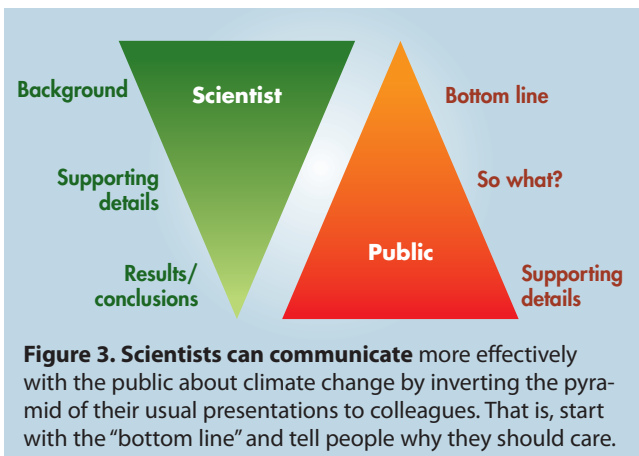 Background
Scientist
Supporting
details
Results/
conclusions
Bottom line
So what?
Public
Supporting
details
Figure 3. Scientists can communicate more effectively
with the public about climate change by inverting the pyra-
mid of their usual presentations to colleagues. That is, start
with the “bottom line” and tell people why they should care.